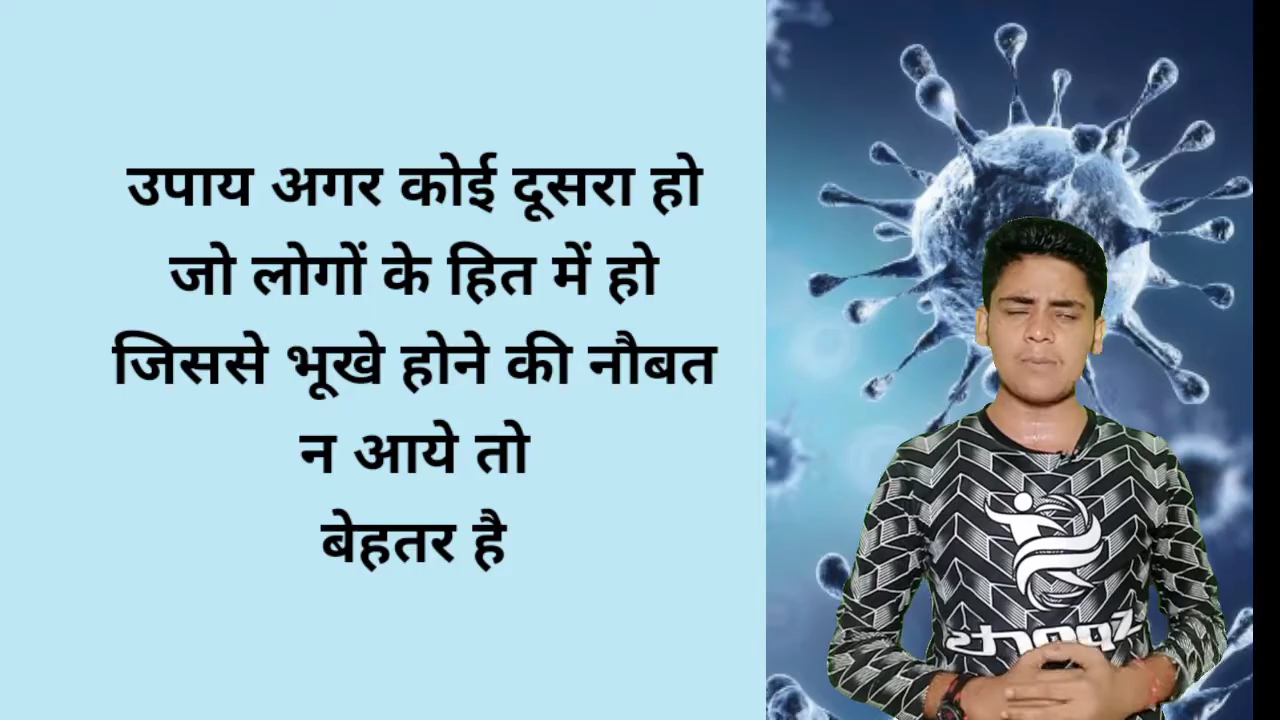 उपाय अगर कोई दूसरा हो
जो लोगों के हित में हो
जिससे भूखे होने की नौबत
न आये तो
बेहतर है